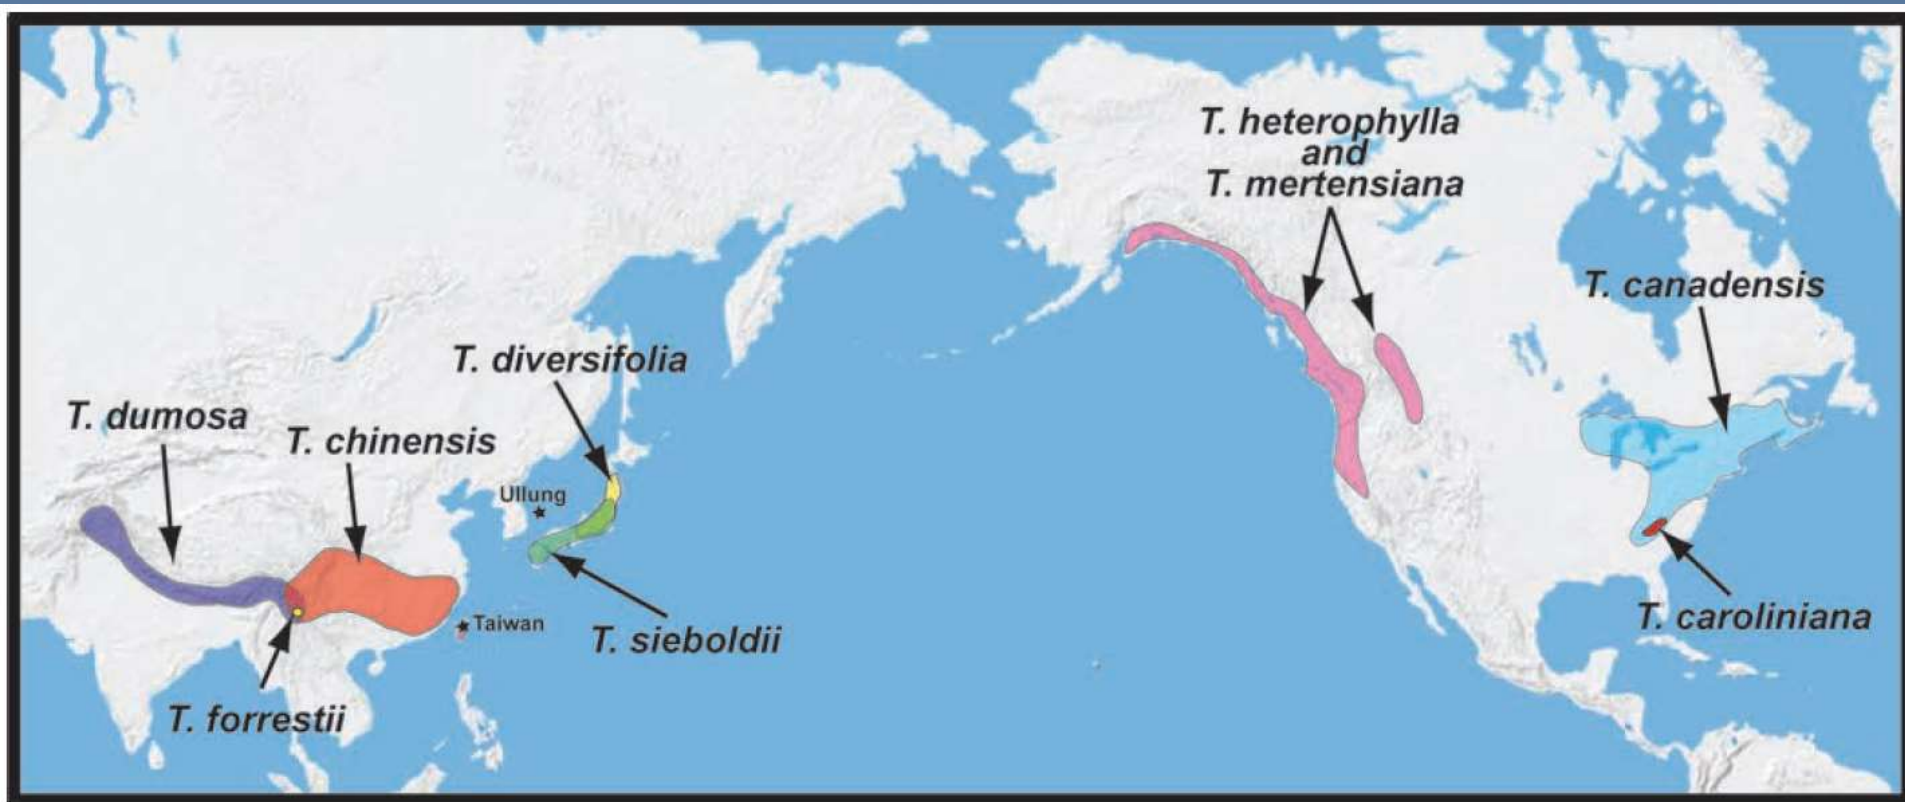 T. heterophylla
and
T. mertensiana
T. canadensis
T. diversifolia
T. dumosa
T. chinensis
Ullung
Taiwan
T. sieboldii
T. caroliniana
T. forrestii